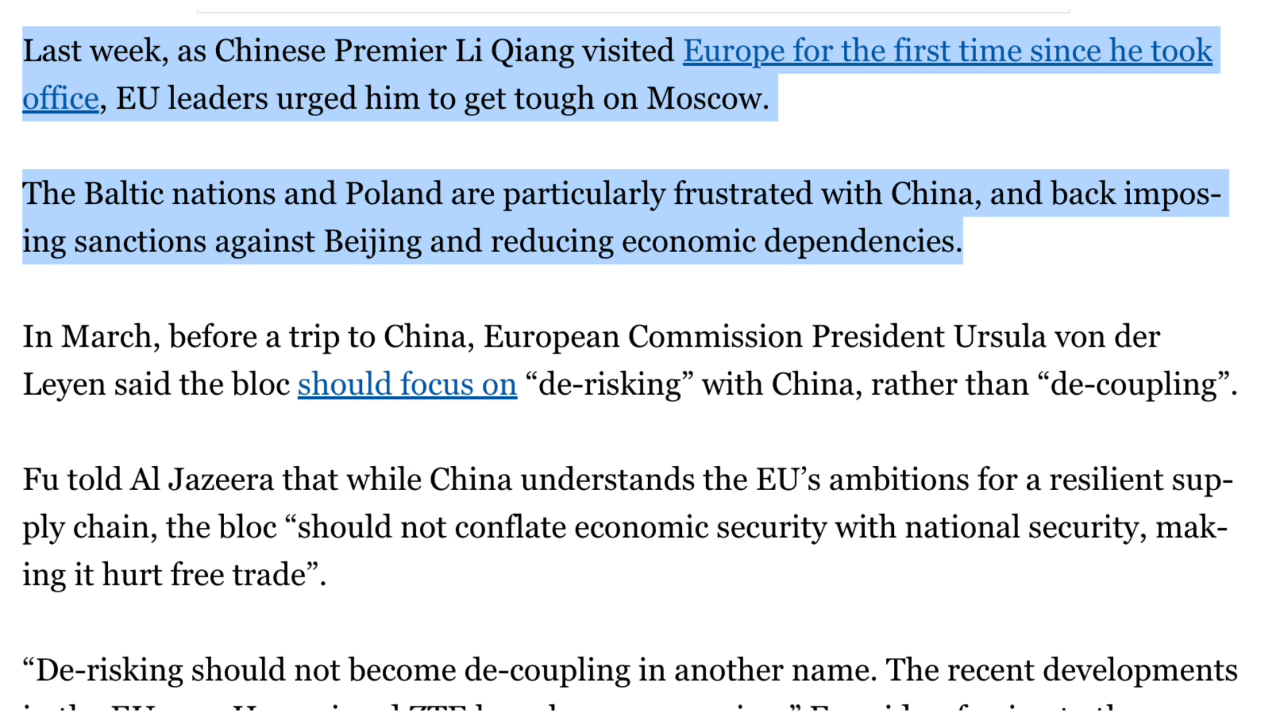 Last week, as Chinese Premier Li Qiang visited Europe for the first time since he took
office, EU leaders urged him to get tough on Moscow.
The Baltic nations and Poland are particularly frustrated with China, and back impos-
ing sanctions against Beijing and reducing economic dependencies.
In March, before a trip to China, European Commission President Ursula von der
Leyen said the bloc should focus on “de-risking” with China, rather than “de-coupling”.
Fu told Al Jazeera that while China understands the EU’s ambitions for a resilient sup-
ply chain, the bloc “should not conflate economic security with national security, mak-
ing it hurt free trade”.
“De-risking should not become de-coupling in another name. The recent developments